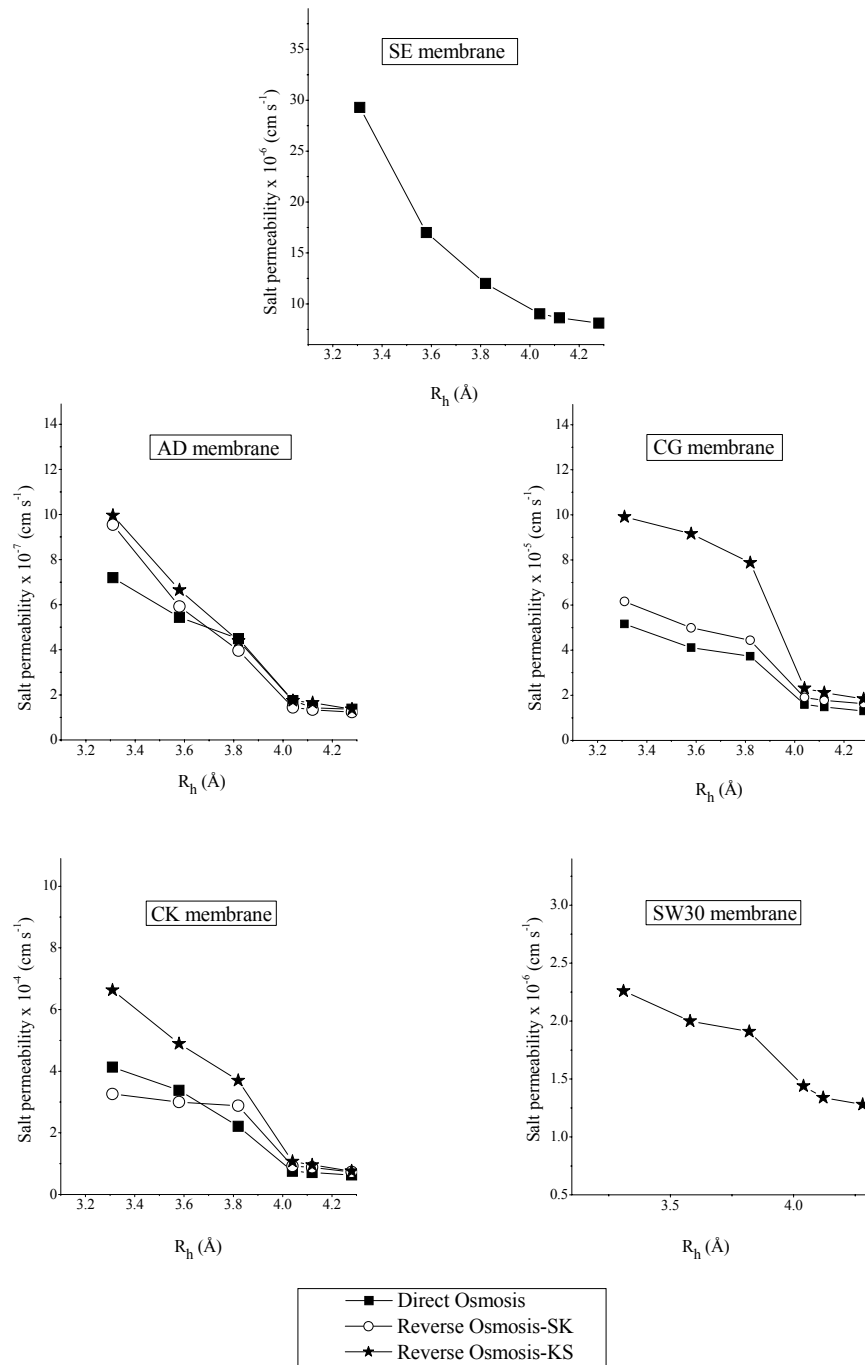 SE membrane
Salt permeability x 10⁻⁶ (cm s⁻¹)
35
30
25
20
15
10
3.2 3.4 3.6 3.8 4.0 4.2
R_h (Å)
AD membrane
Salt permeability x 10⁻⁷ (cm s⁻¹)
14
12
10
8
6
4
2
0
3.2 3.4 3.6 3.8 4.0 4.2
R_h (Å)
CG membrane
Salt permeability x 10⁻⁵ (cm s⁻¹)
14
12
10
8
6
4
2
0
3.2 3.4 3.6 3.8 4.0 4.2
R_h (Å)
CK membrane
Salt permeability x 10⁻⁴ (cm s⁻¹)
10
8
6
4
2
0
3.2 3.4 3.6 3.8 4.0 4.2
R_h (Å)
SW30 membrane
Salt permeability x 10⁻⁶ (cm s⁻¹)
3.0
2.5
2.0
1.5
1.0
0.5
3.5 4.0
R_h (Å)
Direct Osmosis
Reverse Osmosis-SK
Reverse Osmosis-KS